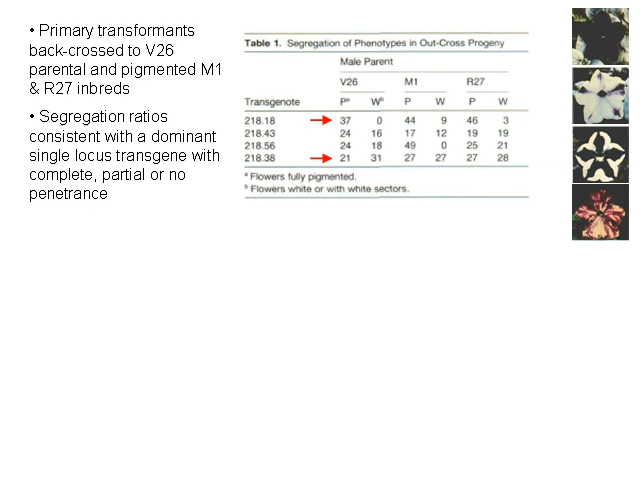 • Primary transformants
back-crossed to V26
parental and pigmented M1
& R27 inbreds
• Segregation ratios
consistent with a dominant
single locus transgene with
complete, partial or no
penetrance
Table 1. Segregation of Phenotypes in Out-Cross Progeny
Male Parent
V26 M1 R27
Transgenote Pa Wb P W P W
218.18 37 0 44 9 46 3
218.43 24 16 17 12 19 19
218.56 24 18 49 0 25 21
218.38 21 31 27 27 27 28
a Flowers fully pigmented.
b Flowers white or with white sectors.